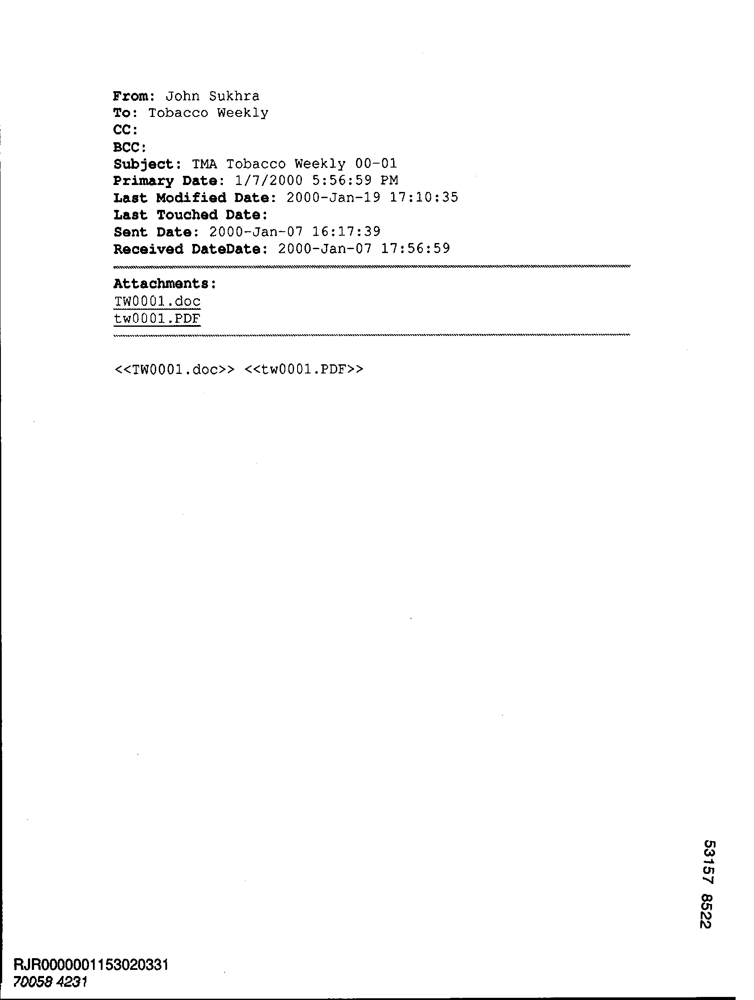 From: John Sukhra
To: Tobacco Weekly
CC:
BCC:
Subject: TMA Tobacco Weekly 00-01
Primary Date: 1/7/2000 5:56:59 PM
Last Modified Date: 2000-Jan-19 17:10:35
Last Touched Date:
Sent Date: 2000-Jan-07 16:17:39
Received DateDate: 2000-Jan-07 17:56:59
Attachments:
TW0001.doc
tw0001.PDF
<<TW0001.doc>> <<tw0001.PDF>>
53157 8522
RJR0000001153020331
70058 4231